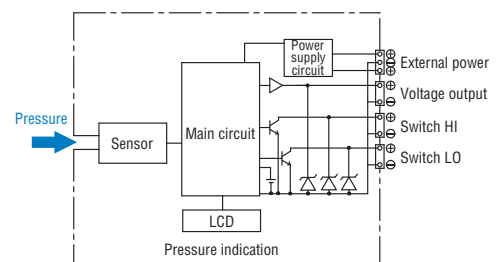 Power
supply
circuit
⊕
⊖
⊕
External power
⊕
Voltage output
⊖
Pressure
Sensor
Main circuit
⊕
Switch HI
⊖
⊕
Switch LO
⊖
LCD
Pressure indication